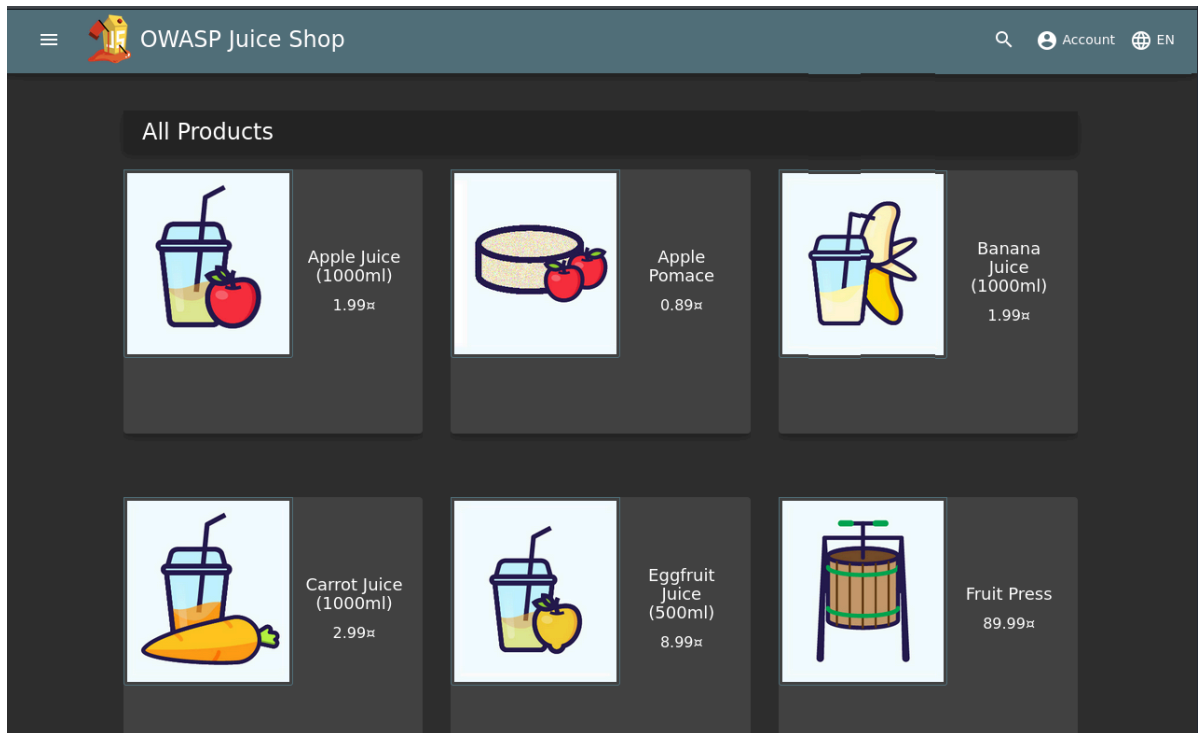 OWASP Juice Shop
Account
EN
All Products
Apple Juice
(1000ml)
1.99¤
Apple
Pomace
0.89¤
Banana
Juice
(1000ml)
1.99¤
Carrot Juice
(1000ml)
2.99¤
Eggfruit
Juice
(500ml)
8.99¤
Fruit Press
89.99¤